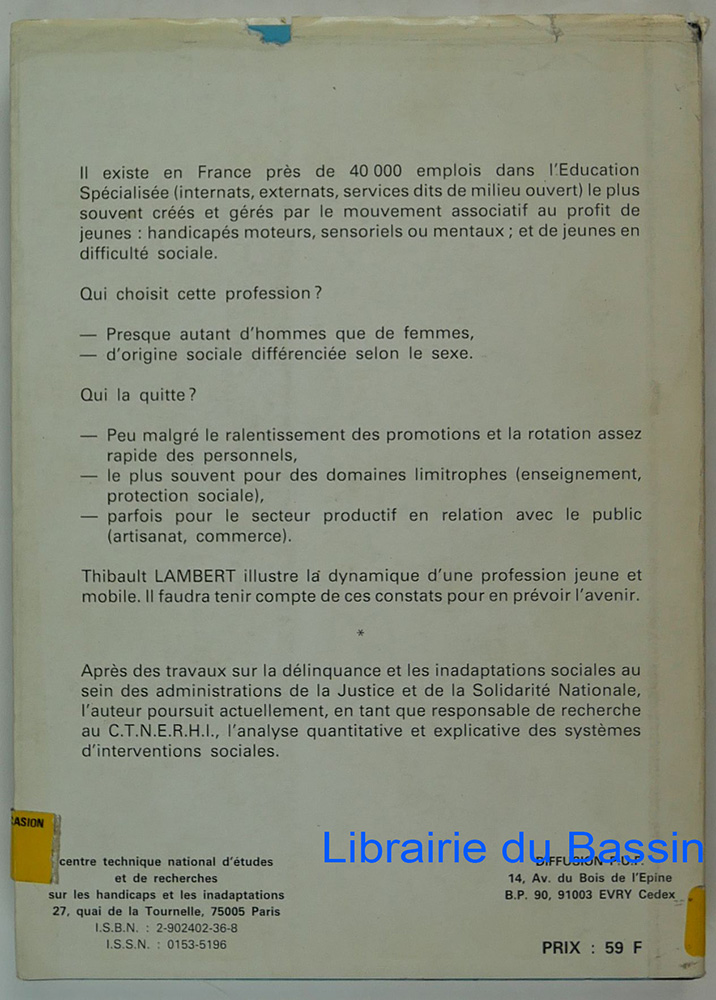 Il existe en France près de 40 000 emplois dans l'Education
Spécialisée (internats, externats, services dits de milieu ouvert) le plus
souvent créés et gérés par le mouvement associatif au profit de
jeunes : handicapés moteurs, sensoriels ou mentaux ; et de jeunes en
difficulté sociale.
Qui choisit cette profession ?
— Presque autant d'hommes que de femmes,
— d'origine sociale différenciée selon le sexe.
Qui la quitte ?
— Peu malgré le ralentissement des promotions et la rotation assez
rapide des personnels,
— le plus souvent pour des domaines limitrophes (enseignement,
protection sociale),
— parfois pour le secteur productif en relation avec le public
(artisanat, commerce).
Thibault LAMBERT illustre la dynamique d'une profession jeune et
mobile. Il faudra tenir compte de ces constats pour en prévoir l'avenir.
*
Après des travaux sur la délinquance et les inadaptations sociales au
sein des administrations de la Justice et de la Solidarité Nationale,
l'auteur poursuit actuellement, en tant que responsable de recherche
au C.T.N.E.R.H.I., l'analyse quantitative et explicative des systèmes
d'interventions sociales.
CASION
centre technique national d'études
et de recherches
sur les handicaps et les inadaptations
27, quai de la Tournelle, 75005 Paris
I.S.B.N. : 2-902402-36-8
I.S.S.N. : 0153-5196
Librairie du Bassin
DIFFUSION P.U.F.
14, Av. du Bois de l'Epine
B.P. 90, 91003 EVRY Cedex
PRIX : 59 F